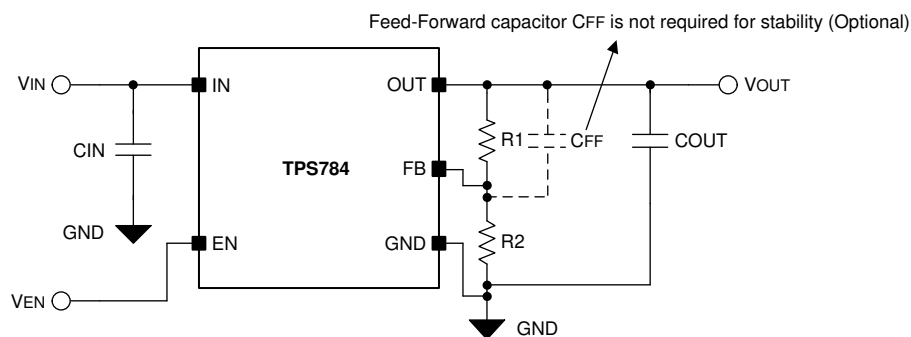 Feed-Forward capacitor CFF is not required for stability (Optional)
VIN
IN
OUT
VOUT
CIN
TPS784
R1
CFF
COUT
FB
GND
EN
GND
R2
VEN
GND